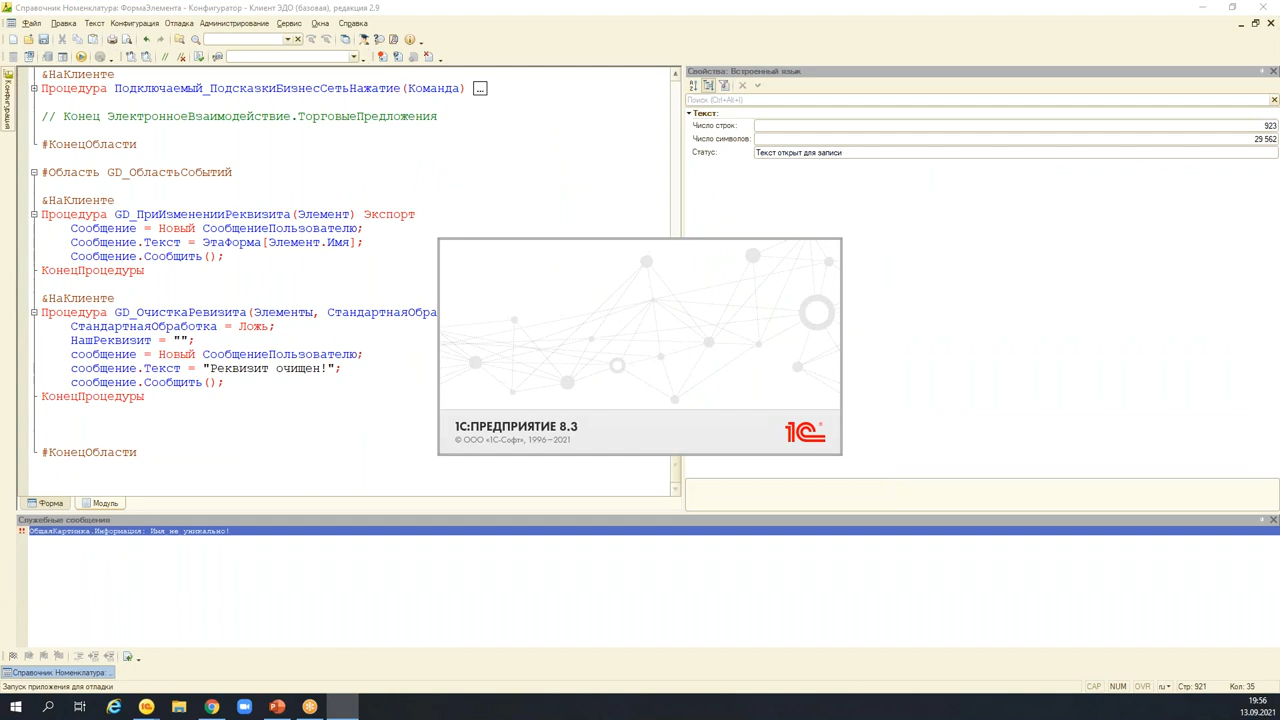 Справочник Номенклатура: ФормаЭлемента - Конфигуратор - Клиент ЭДО (базовая), редакция 2.9
Файл Правка Текст Конфигурация Отладка Администрирование Сервис Окна Справка
Конфигурация
&НаКлиенте
Процедура Подключаемый_ПодсказкиБизнесСетьНажатие(Команда) ...
// Конец ЭлектронноеВзаимодействие.ТорговыеПредложения
#КонецОбласти
#Область GD_ОбластьСобытий
&НаКлиенте
Процедура GD_ПриИзмененииРеквизита(Элемент) Экспорт
Сообщение = Новый СообщениеПользователю;
Сообщение.Текст = ЭтаФорма[Элемент.Имя];
Сообщение.Сообщить();
КонецПроцедуры
&НаКлиенте
Процедура GD_ОчисткаРевизита(Элементы, СтандартнаяОбра
СтандартнаяОбработка = Ложь;
НашРеквизит = "";
сообщение = Новый СообщениеПользователю;
сообщение.Текст = "Реквизит очищен!";
сообщение.Сообщить();
КонецПроцедуры
#КонецОбласти
Форма Модуль
Свойства: Встроенный язык
Поиск (Ctrl+Alt+I)
Текст:
Число строк: 923
Число символов: 29 562
Статус: Текст открыт для записи
1С:ПРЕДПРИЯТИЕ 8.3
© ООО «1С-Софт», 1996—2021
1С
Служебные сообщения
ОбщаяКартинка.Информация: Имя не уникально!
Справочник Номенклатура: ...
Запуск приложения для отладки
CAP NUM OVR ru Стр: 921 Кол: 35
19:56
13.09.2021